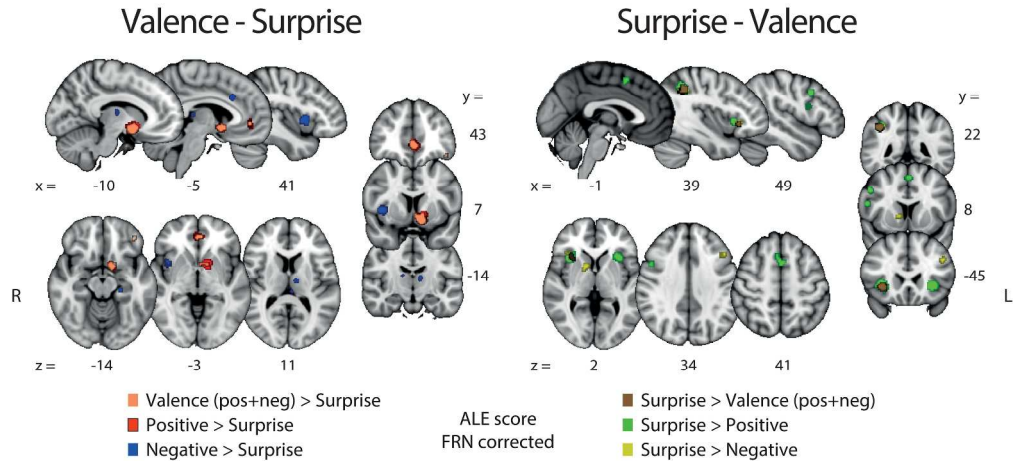 Valence - Surprise
Surprise - Valence
y =
43
x = -10 -5 41
7
-14
R
z = -14 -3 11
y =
22
x = -1 39 49
8
-45
L
z = 2 34 41
Valence (pos+neg) > Surprise
Positive > Surprise
Negative > Surprise
ALE score
FRN corrected
Surprise > Valence (pos+neg)
Surprise > Positive
Surprise > Negative